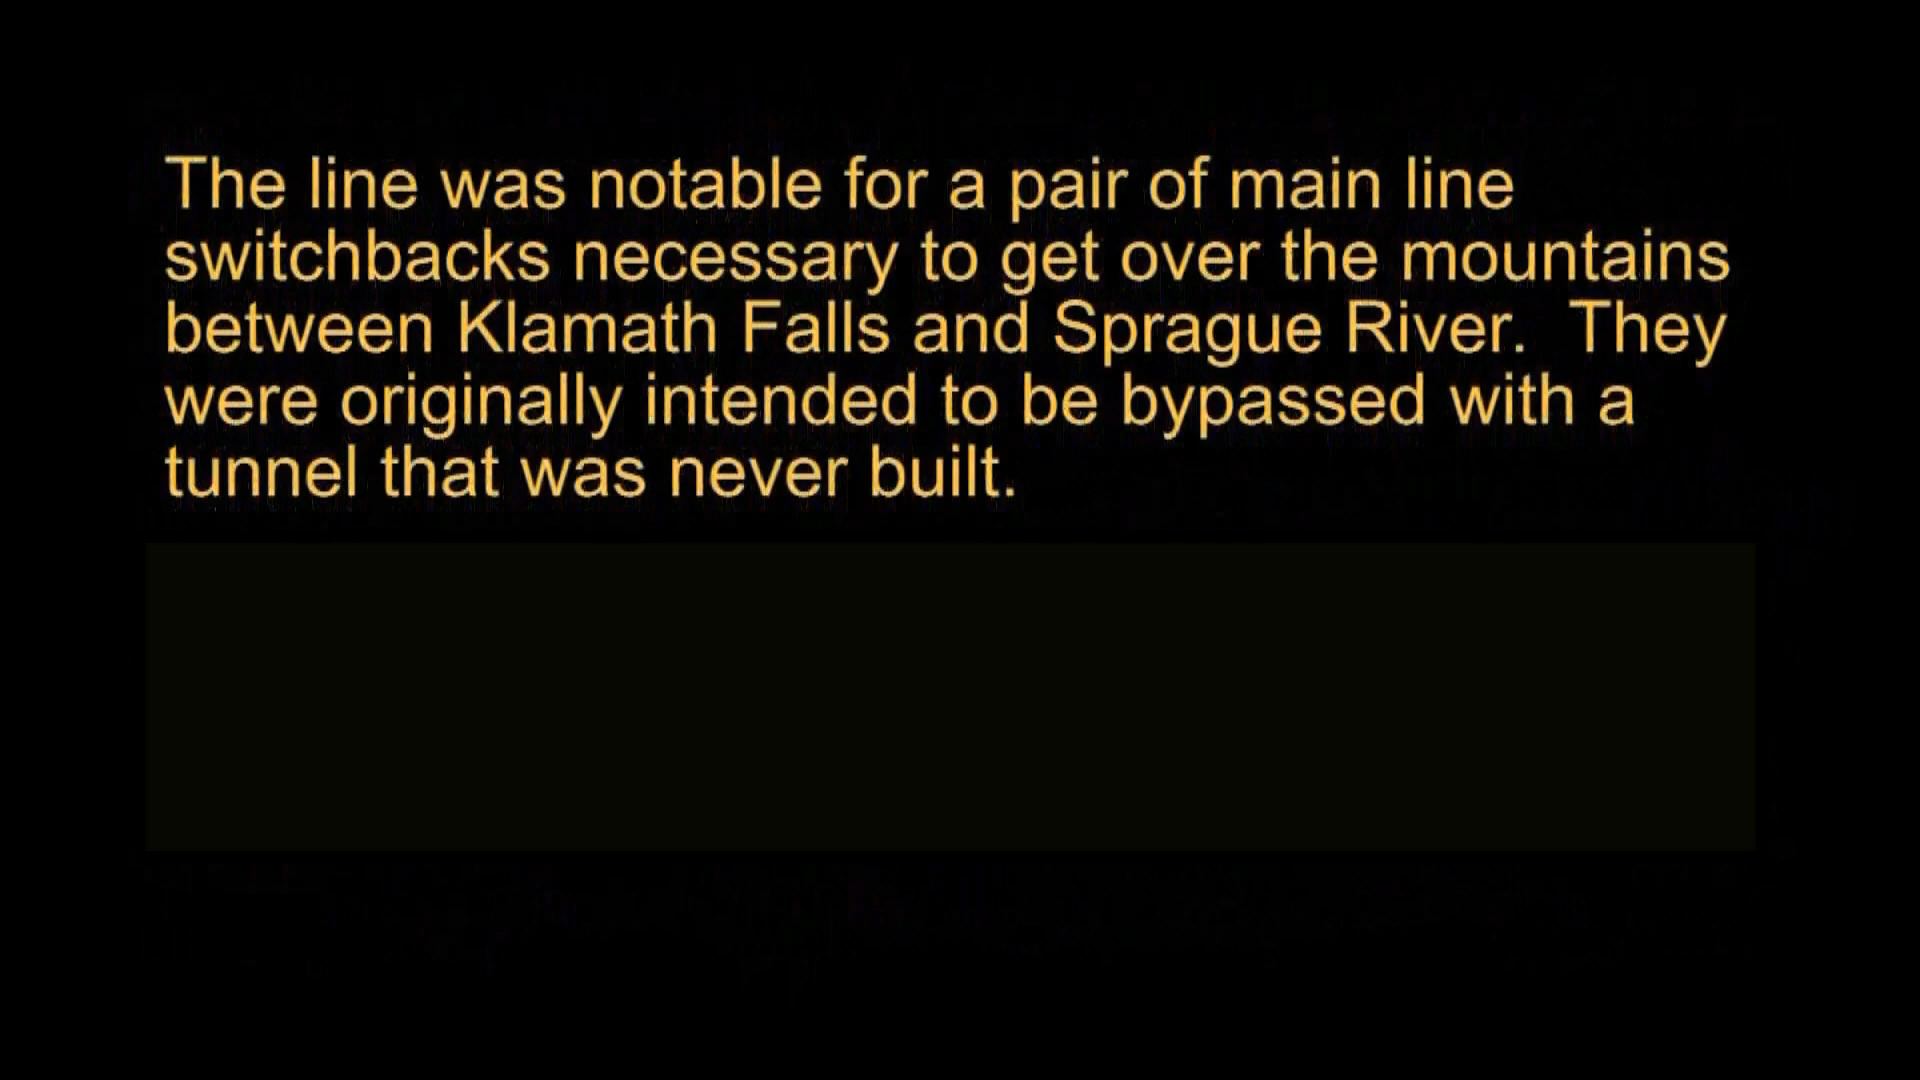 The line was notable for a pair of main line
switchbacks necessary to get over the mountains
between Klamath Falls and Sprague River.  They
were originally intended to be bypassed with a
tunnel that was never built.